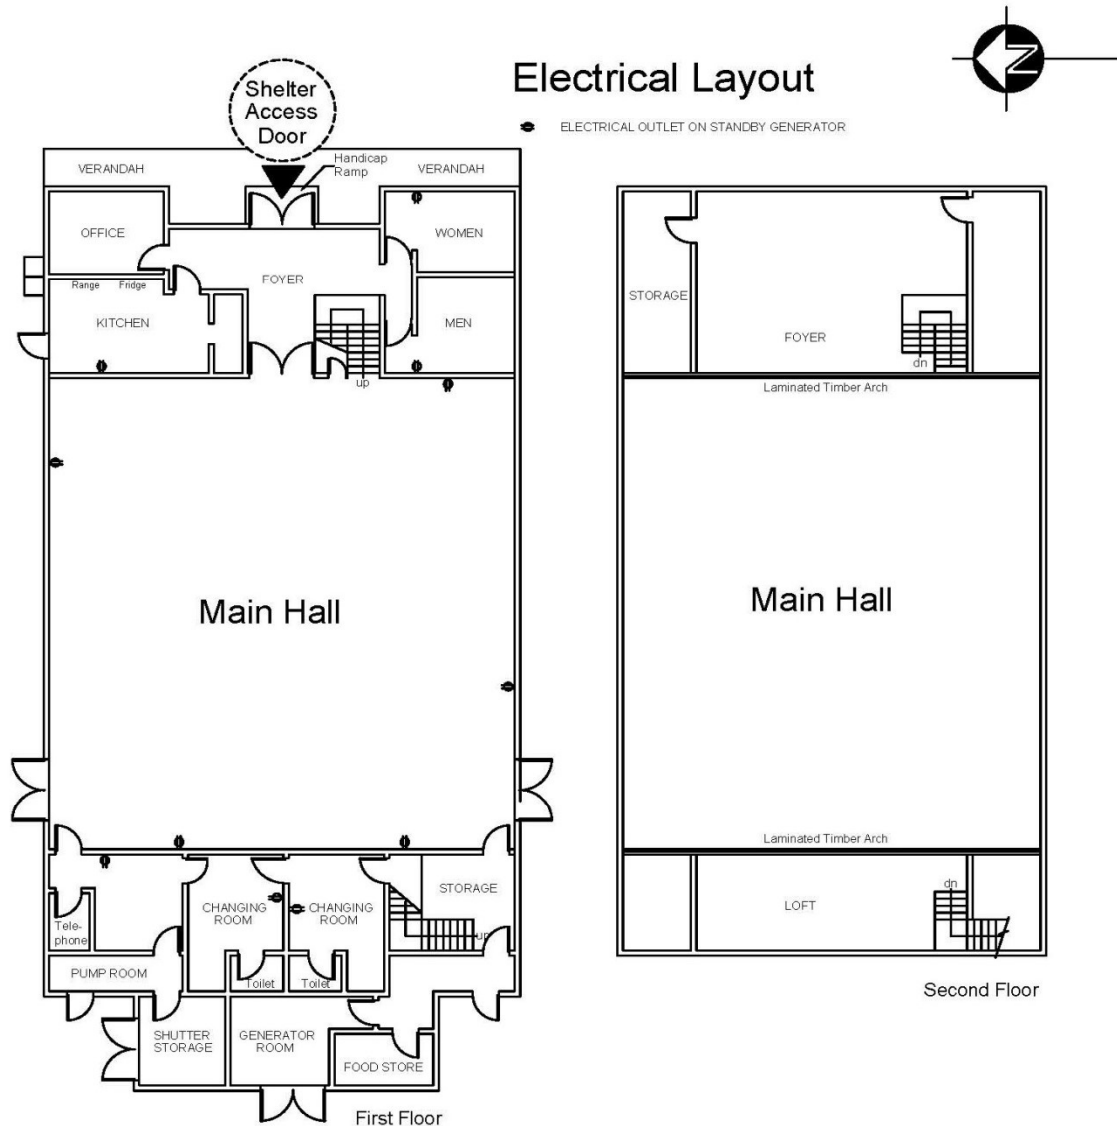 Electrical Layout
N
ELECTRICAL OUTLET ON STANDBY GENERATOR
Shelter
Access
Door
Handicap
Ramp
VERANDAH
VERANDAH
OFFICE
WOMEN
FOYER
Range
Fridge
KITCHEN
MEN
up
Main Hall
Tele-
phone
CHANGING
ROOM
CHANGING
ROOM
STORAGE
up
PUMP ROOM
Toilet
Toilet
SHUTTER
STORAGE
GENERATOR
ROOM
FOOD STORE
First Floor
STORAGE
FOYER
dn
Laminated Timber Arch
Main Hall
Laminated Timber Arch
LOFT
dn
Second Floor